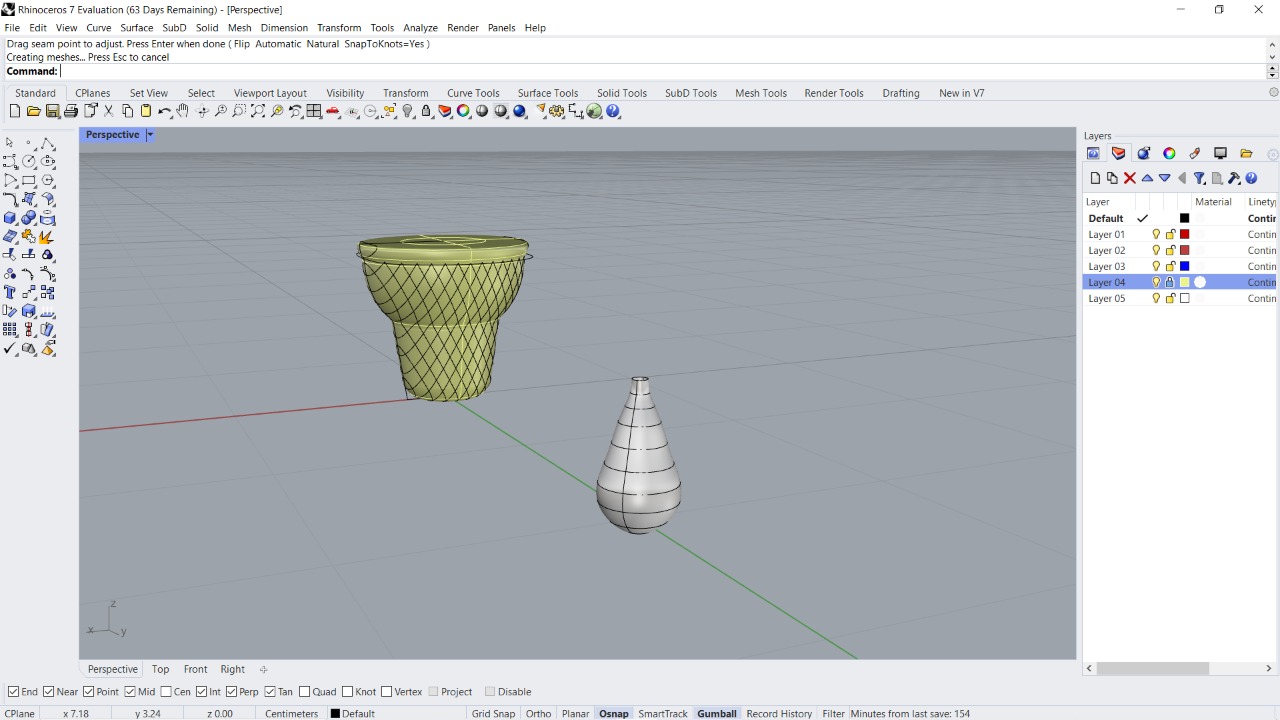 Rhinoceros 7 Evaluation (63 Days Remaining) - [Perspective]
File Edit View Curve Surface SubD Solid Mesh Dimension Transform Tools Analyze Render Panels Help
Drag seam point to adjust. Press Enter when done ( Flip Automatic Natural SnapToKnots=Yes )
Creating meshes... Press Esc to cancel
Command:
Standard CPlanes Set View Select Viewport Layout Visibility Transform Curve Tools Surface Tools Solid Tools SubD Tools Mesh Tools Render Tools Drafting New in V7
Perspective
Layers
Layer Material Linety
Default Contin
Layer 01 Contin
Layer 02 Contin
Layer 03 Contin
Layer 04 Contin
Layer 05 Contin
z
x y
Perspective Top Front Right
End Near Point Mid Cen Int Perp Tan Quad Knot Vertex Project Disable
CPlane x 7.18 y 3.24 z 0.00 Centimeters Default Grid Snap Ortho Planar Osnap SmartTrack Gumball Record History Filter Minutes from last save: 154